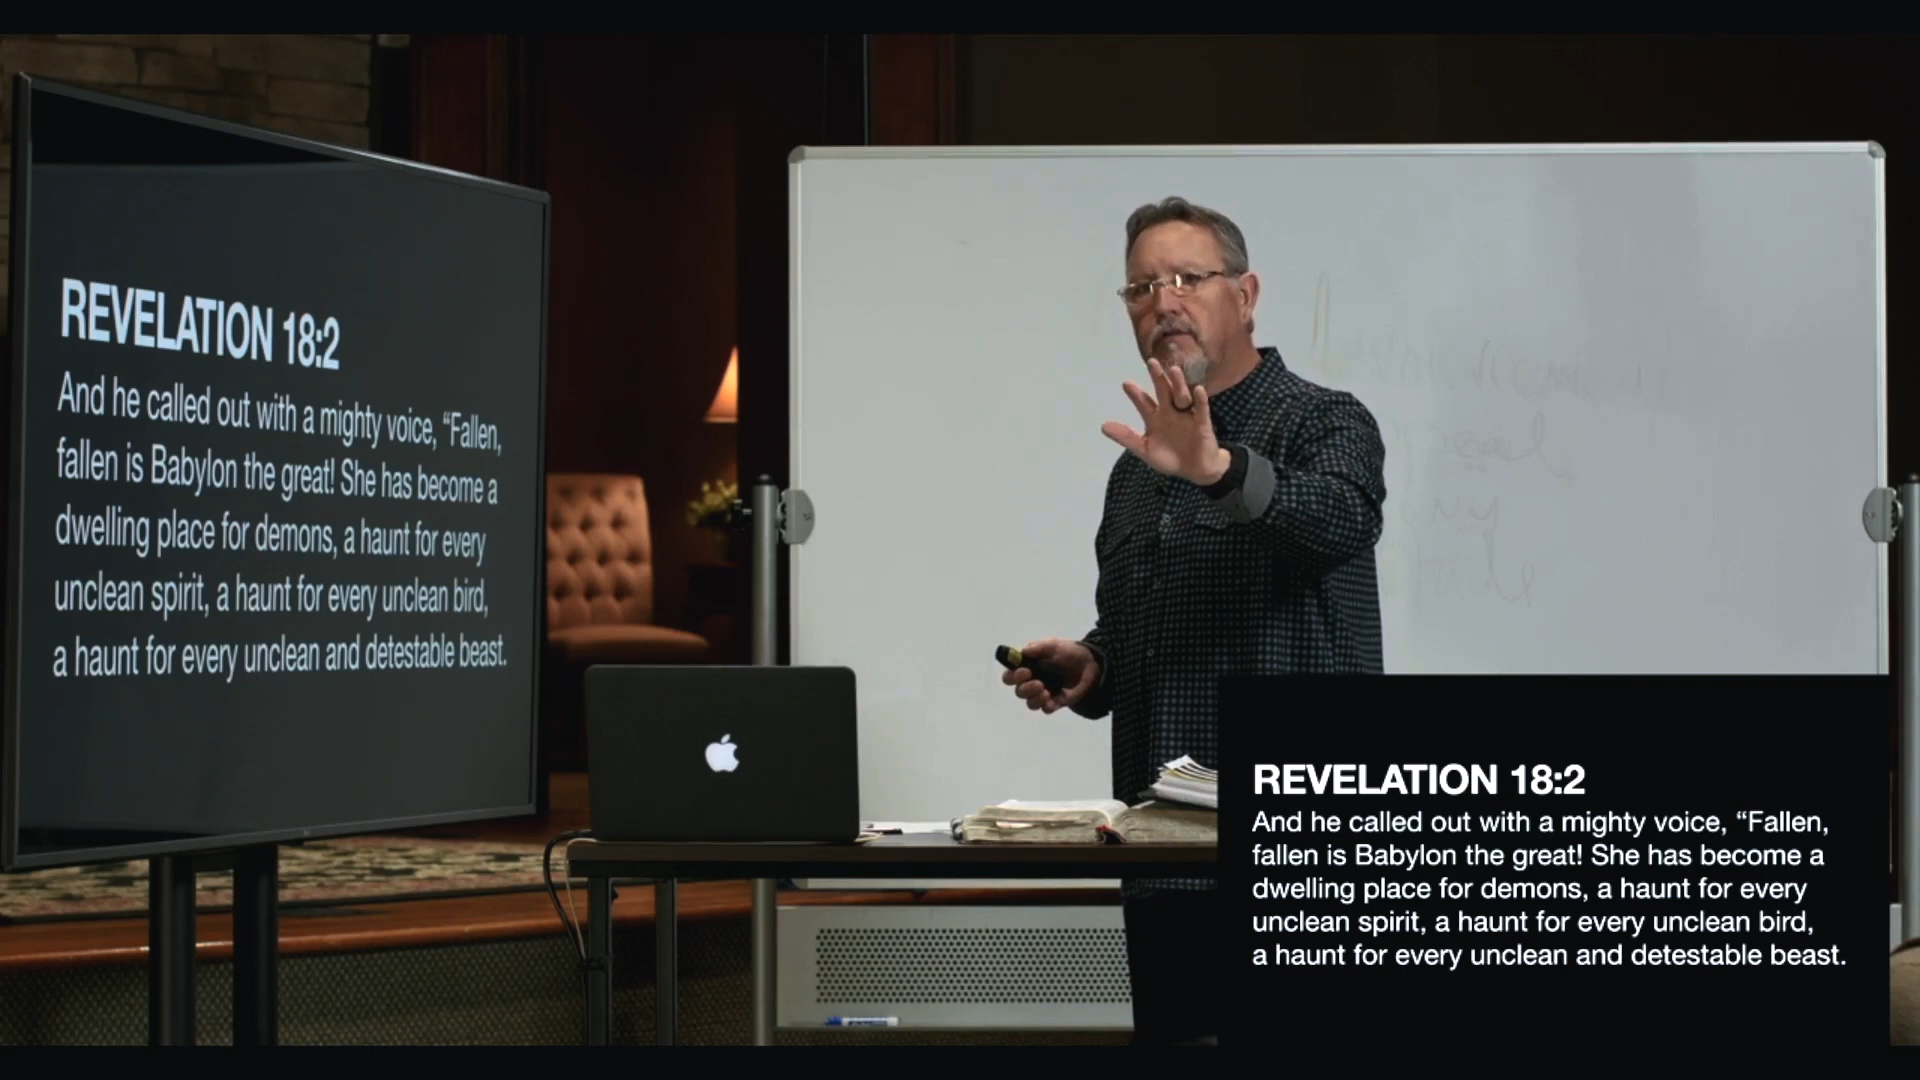 REVELATION 18:2
And he called out with a mighty voice, “Fallen,
fallen is Babylon the great! She has become a
dwelling place for demons, a haunt for every
unclean spirit, a haunt for every unclean bird,
a haunt for every unclean and detestable beast.
REVELATION 18:2
And he called out with a mighty voice, “Fallen,
fallen is Babylon the great! She has become a
dwelling place for demons, a haunt for every
unclean spirit, a haunt for every unclean bird,
a haunt for every unclean and detestable beast.